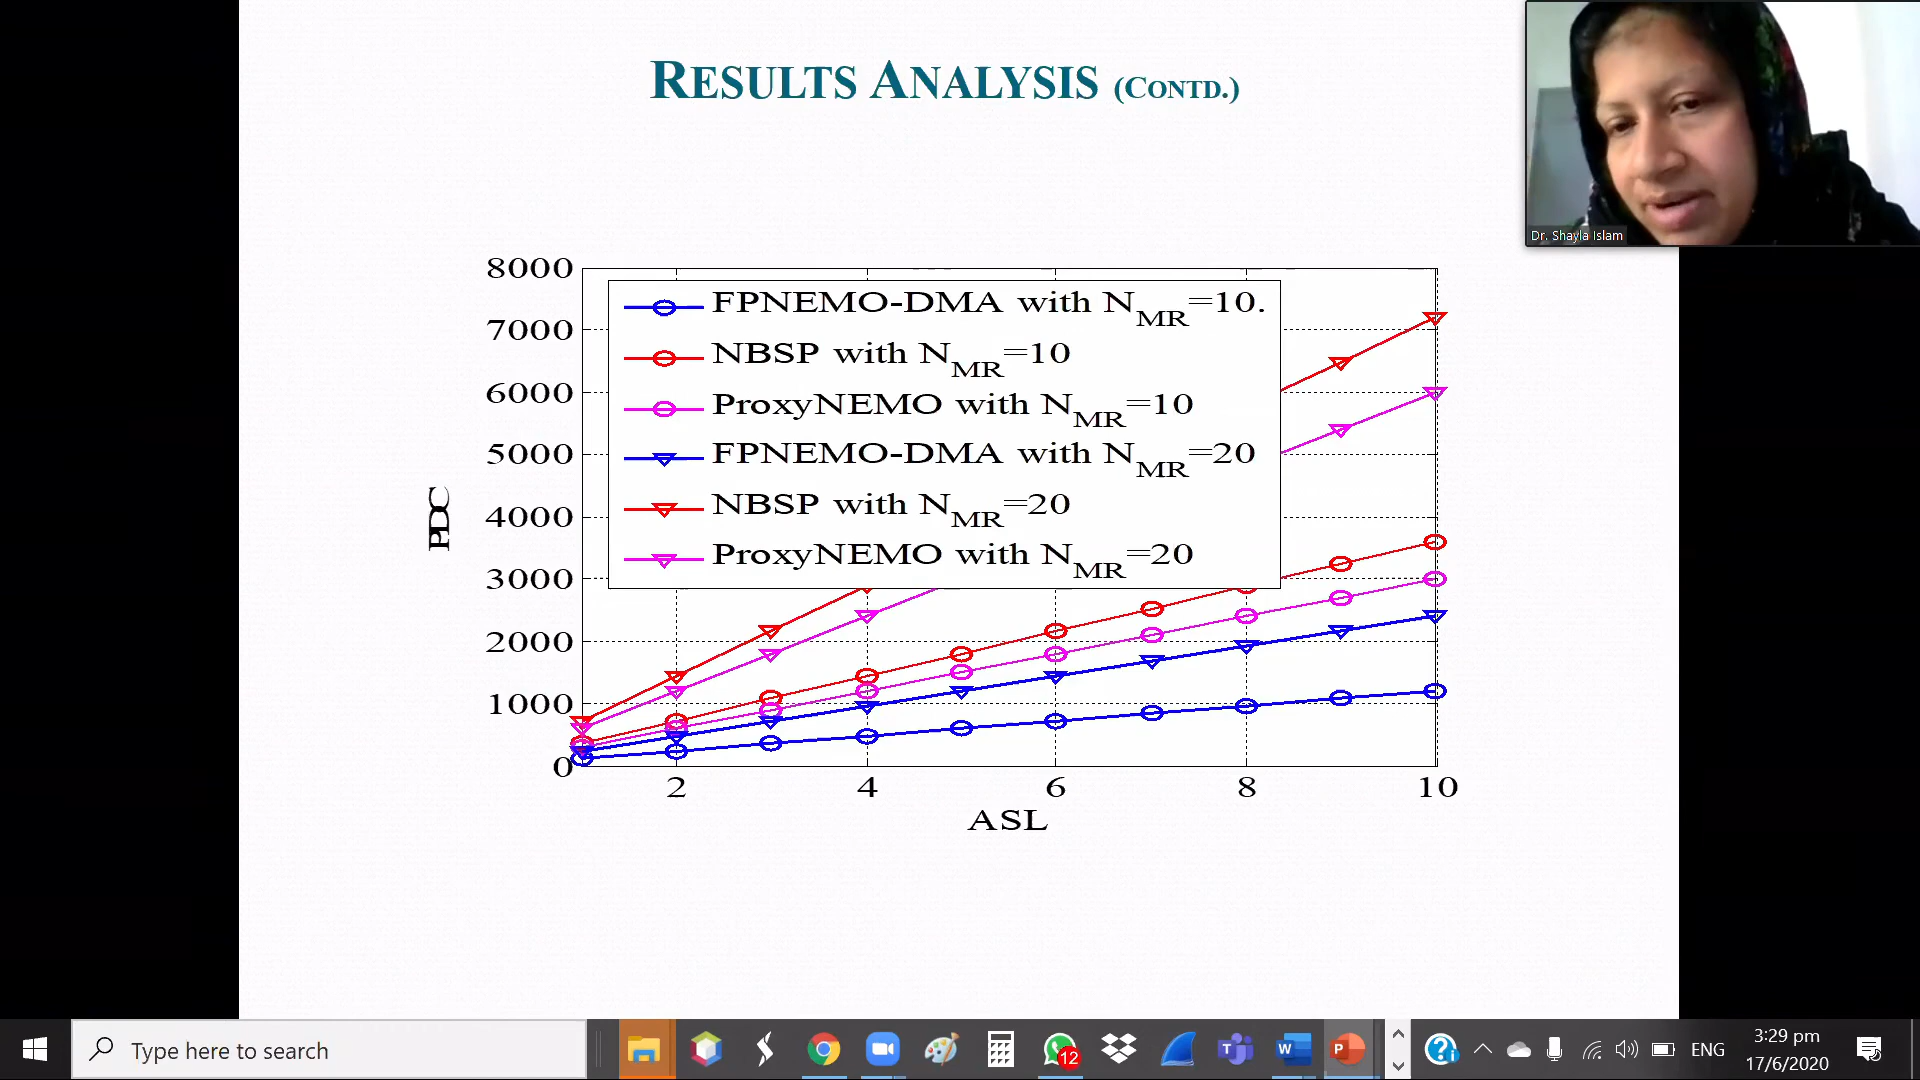 RESULTS ANALYSIS (CONTD.)
Dr. Shayla Islam
8000
7000
6000
5000
4000
3000
2000
1000
0
PDC
FPNEMO-DMA with NMR=10.
NBSP with NMR=10
ProxyNEMO with NMR=10
FPNEMO-DMA with NMR=20
NBSP with NMR=20
ProxyNEMO with NMR=20
2 4 6 8 10
ASL
Type here to search
12
ENG
3:29 pm
17/6/2020